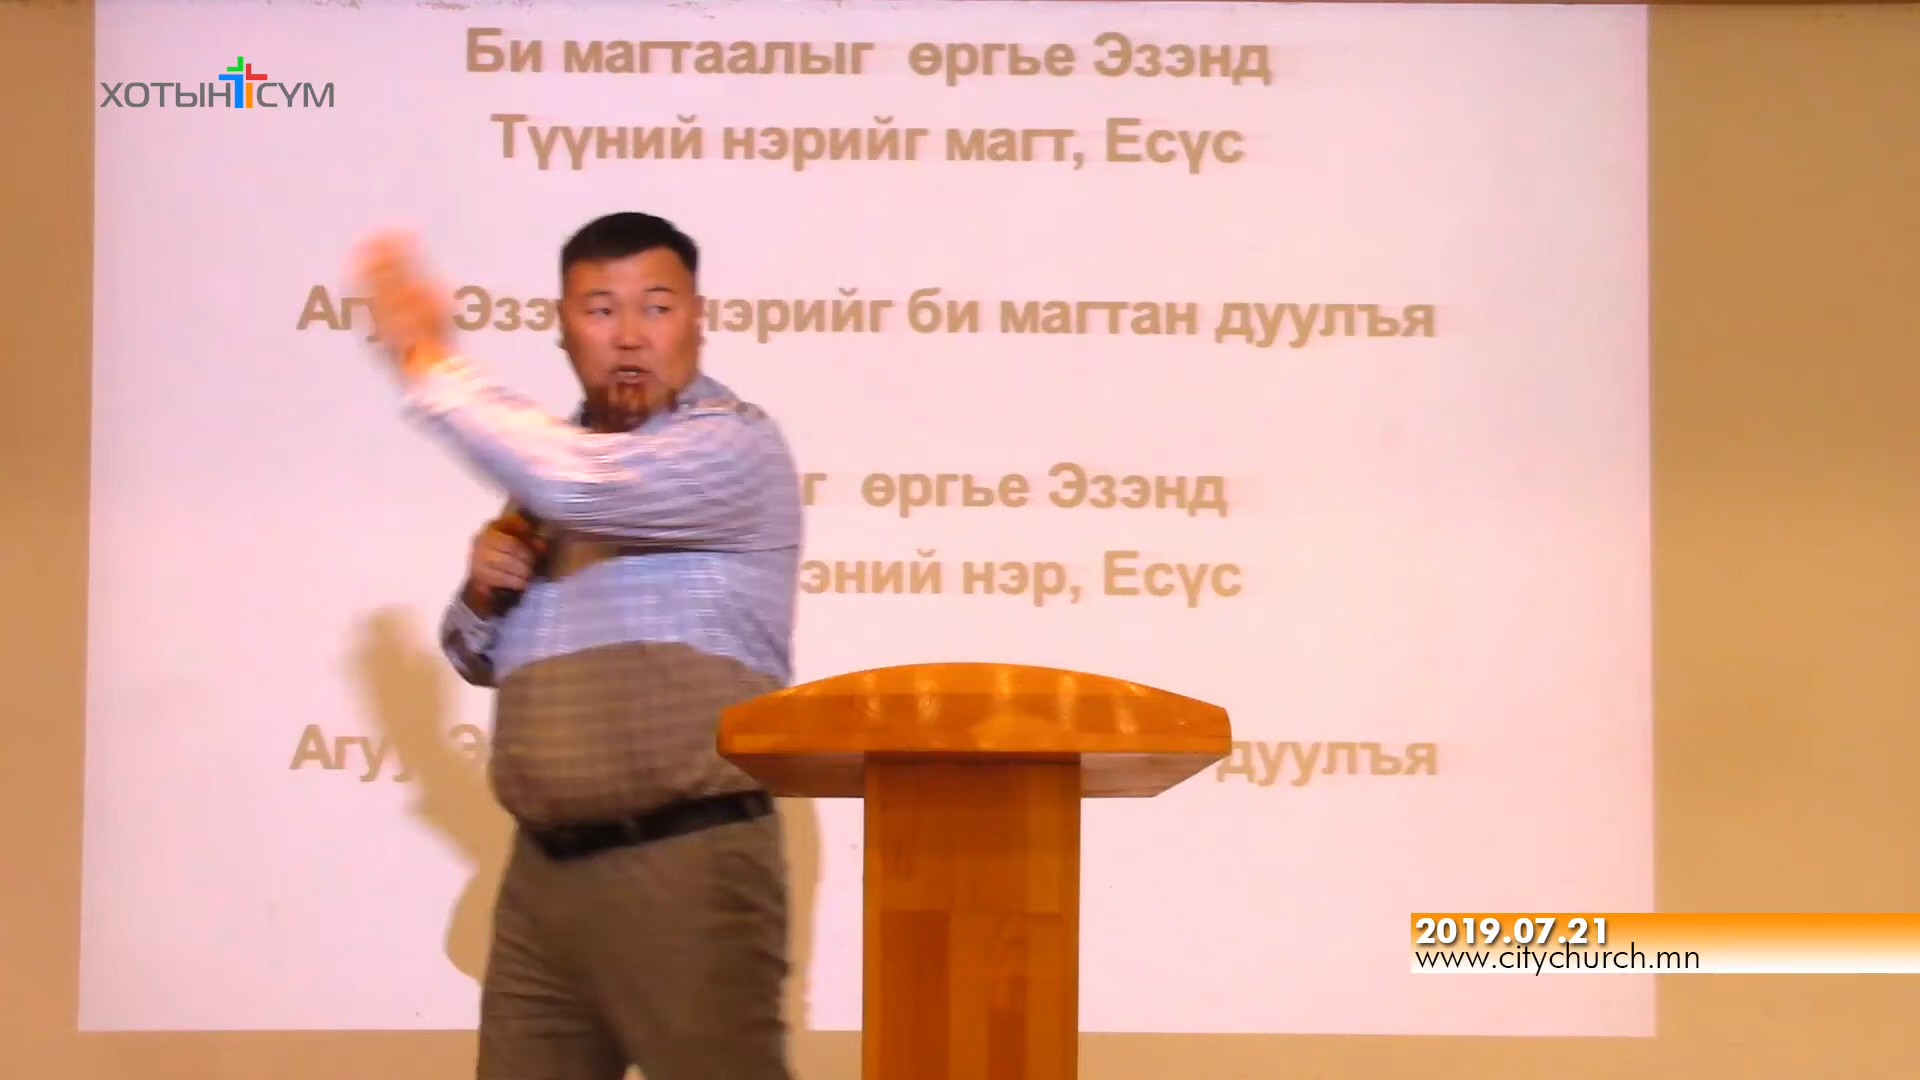 ХОТЫН СҮМ
Би магтаалыг өргье Эзэнд
Түүний нэрийг магт, Есүс
нэрийг би магтан дуулъя
өргье Эзэнд
нэр, Есүс
дуулъя
2019.07.21
www.citychurch.mn